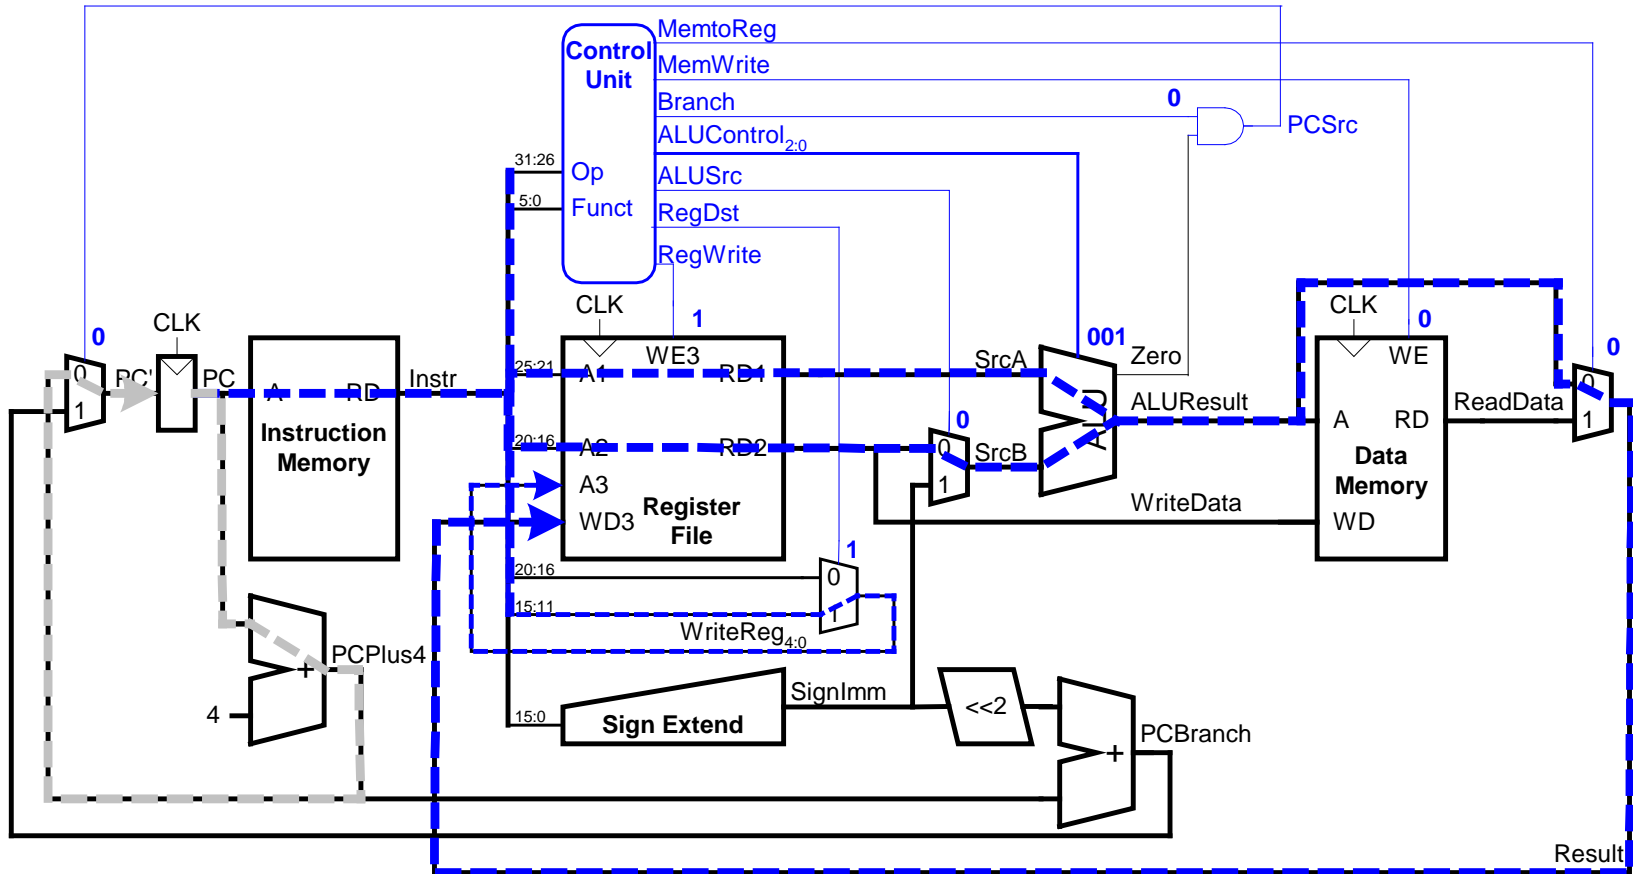 MemtoReg
Control
Unit
MemWrite
Branch
0
PCSrc
ALUControl2:0
31:26
Op
ALUSrc
5:0
Funct
RegDst
RegWrite
CLK
CLK
CLK
0
1
001
0
0
WE3
WE
SrcA
Zero
25:21
A1
RD1
0
PC'
PC
A
RD
Instr
0
1
ALU
ALUResult
A
RD
ReadData
1
0
Instruction
Memory
20:16
A2
RD2
0
SrcB
Data
Memory
A3
1
Register
File
WriteData
WD3
WD
1
20:16
0
15:11
1
WriteReg4:0
PCPlus4
+
SignImm
4
15:0
Sign Extend
<<2
PCBranch
+
Result